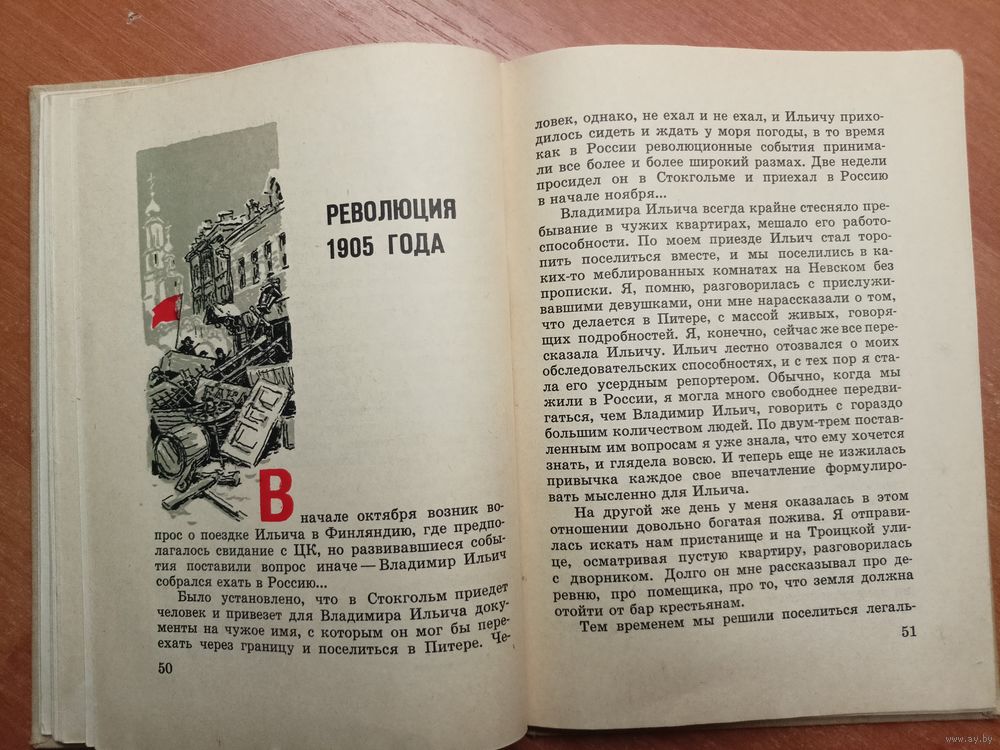 РЕВОЛЮЦИЯ
1905 ГОДА
В начале октября возник во-
прос о поездке Ильича в Финляндию, где предпо-
лагалось свидание с ЦК, но развивавшиеся собы-
тия поставили вопрос иначе — Владимир Ильич
собрался ехать в Россию...
Было установлено, что в Стокгольм приедет
человек и привезет для Владимира Ильича доку-
менты на чужое имя, с которым он мог бы пере-
ехать через границу и поселиться в Питере. Че-
50
ловек, однако, не ехал и не ехал, и Ильичу прихо-
дилось сидеть и ждать у моря погоды, в то время
как в России революционные события принима-
ли все более и более широкий размах. Две недели
просидел он в Стокгольме и приехал в Россию
в начале ноября...
Владимира Ильича всегда крайне стесняло пре-
бывание в чужих квартирах, мешало его работо-
способности. По моем приезде Ильич стал торо-
пить поселиться вместе, и мы поселились в ка-
ких-то меблированных комнатах на Невском без
прописки. Я, помню, разговорилась с прислужи-
вавшими девушками, они мне нарассказали о том,
что делается в Питере, с массой живых, говоря-
щих подробностей. Я, конечно, сейчас же все пере-
сказала Ильичу. Ильич лестно отозвался о моих
обследовательских способностях, и с тех пор я ста-
ла его усердным репортером. Обычно, когда мы
жили в России, я могла много свободнее передви-
гаться, чем Владимир Ильич, говорить с гораздо
большим количеством людей. По двум-трем постав-
ленным им вопросам я уже знала, что ему хочется
знать, и глядела вовсю. И теперь еще не изжилась
привычка каждое свое впечатление формулиро-
вать мысленно для Ильича.
На другой же день у меня оказалась в этом
отношении довольно богатая пожива. Я отправи-
лась искать нам пристанище и на Троицкой ули-
це, осматривая пустую квартиру, разговорилась
с дворником. Долго он мне рассказывал про де-
ревню, про помещика, про то, что земля должна
отойти от бар крестьянам.
Тем временем мы решили поселиться легаль-
51
www.ay.by